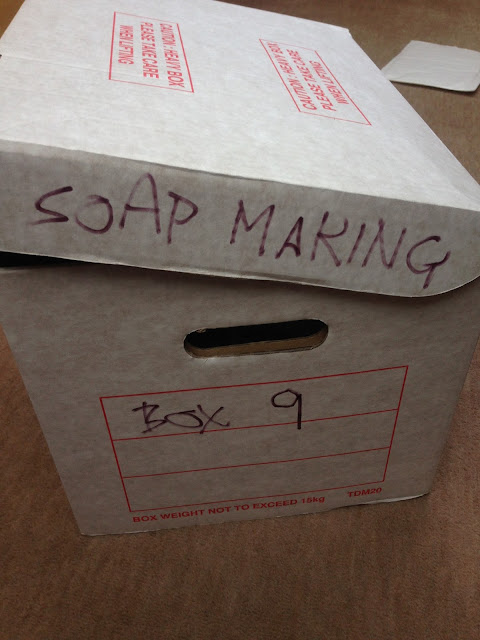 CAUTION: HEAVY BOX
PLEASE TAKE CARE
WHEN LIFTING
CAUTION: HEAVY BOX
PLEASE TAKE CARE
WHEN LIFTING
SOAP MAKING
BOX 9
BOX WEIGHT NOT TO EXCEED 15kg TDM20